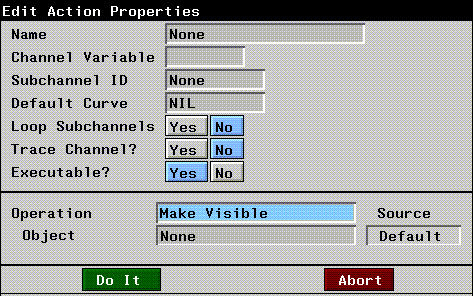 Edit Action Properties
Name None
Channel Variable
Subchannel ID None
Default Curve NIL
Loop Subchannels Yes No
Trace Channel? Yes No
Executable? Yes No
Operation Make Visible Source
Object None Default
Do It Abort